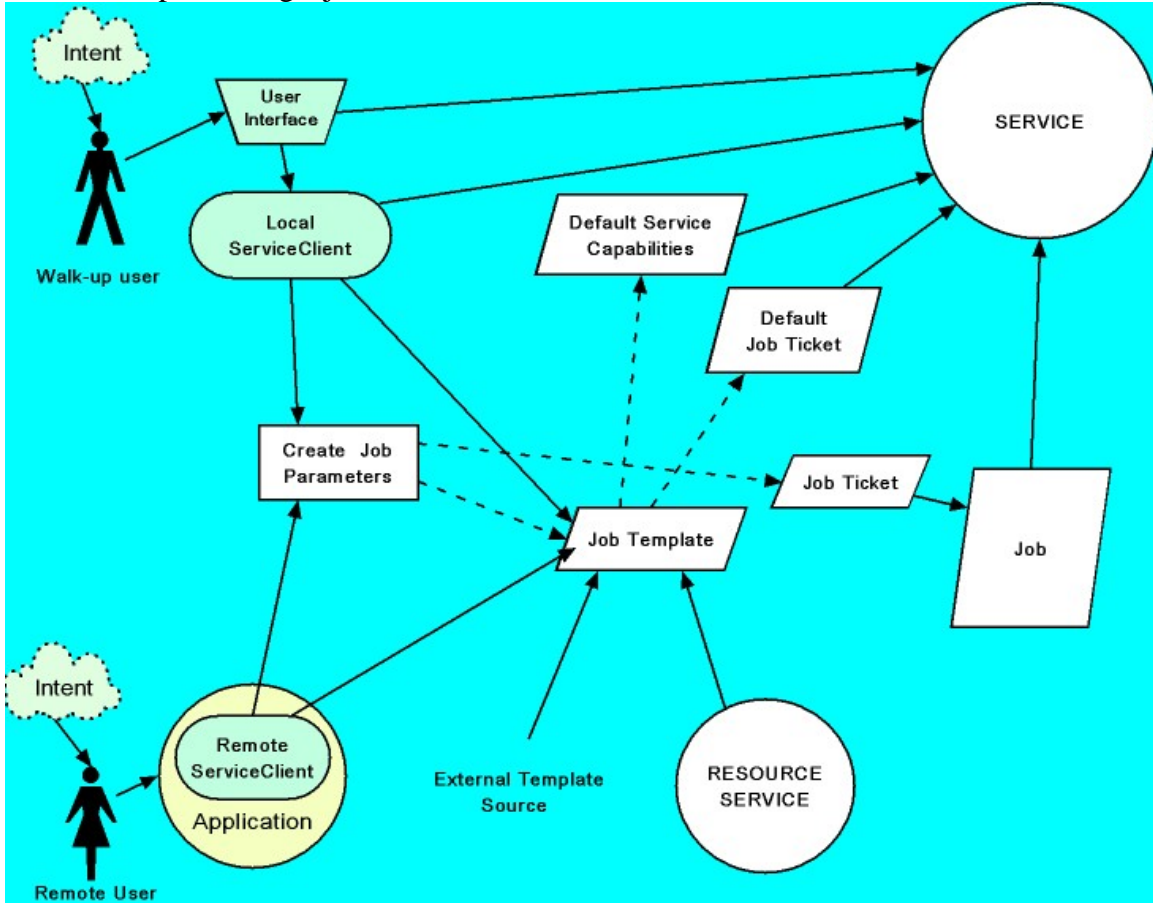 Intent
User
Interface
SERVICE
Local
ServiceClient
Default Service
Capabilities
Walk-up user
Default
Job Ticket
Create Job
Parameters
Job Ticket
Job Template
Job
Intent
Remote
ServiceClient
Application
External Template
Source
RESOURCE
SERVICE
Remote User